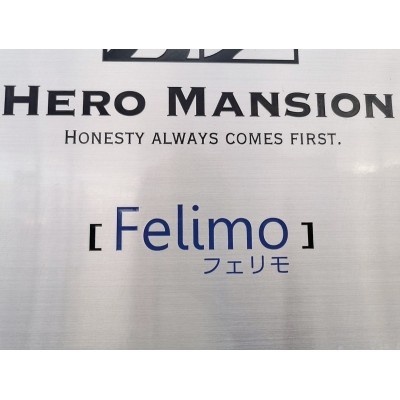 HERO MANSION
HONESTY ALWAYS COMES FIRST.
[ Felimo ]
フェリモ